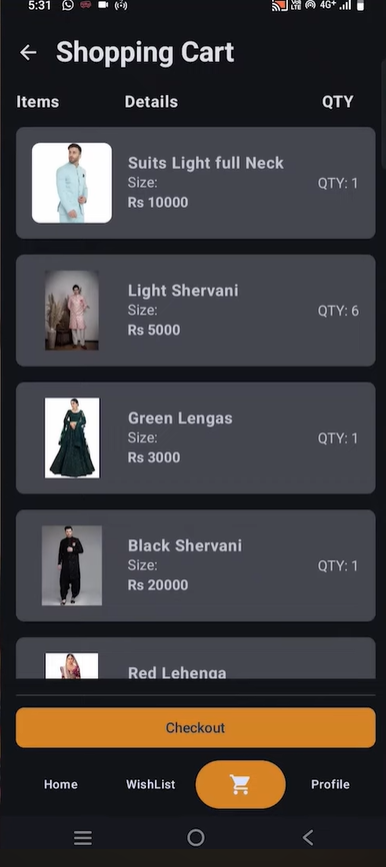 5:31
4G+
Shopping Cart
Items Details QTY
Suits Light full Neck
Size:
Rs 10000
QTY: 1
Light Shervani
Size:
Rs 5000
QTY: 6
Green Lengas
Size:
Rs 3000
QTY: 1
Black Shervani
Size:
Rs 20000
QTY: 1
Red Lehenga
Checkout
Home WishList Profile